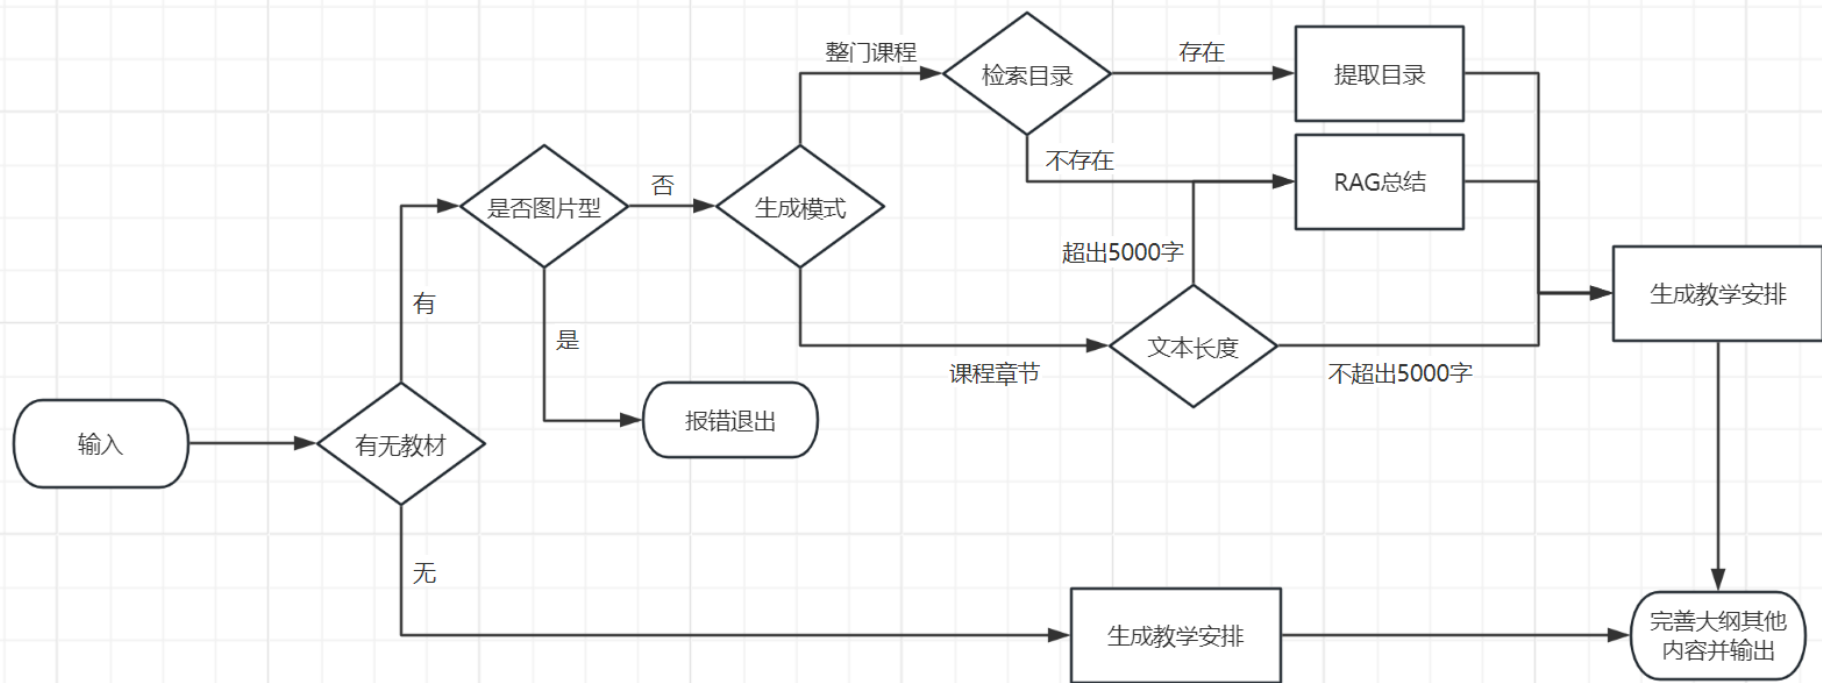 整门课程
检索目录
存在
提取目录
不存在
RAG总结
是否图片型
否
生成模式
超出5000字
有
是
课程章节
文本长度
不超出5000字
生成教学安排
输入
有无教材
报错退出
无
生成教学安排
完善大纲其他
内容并输出